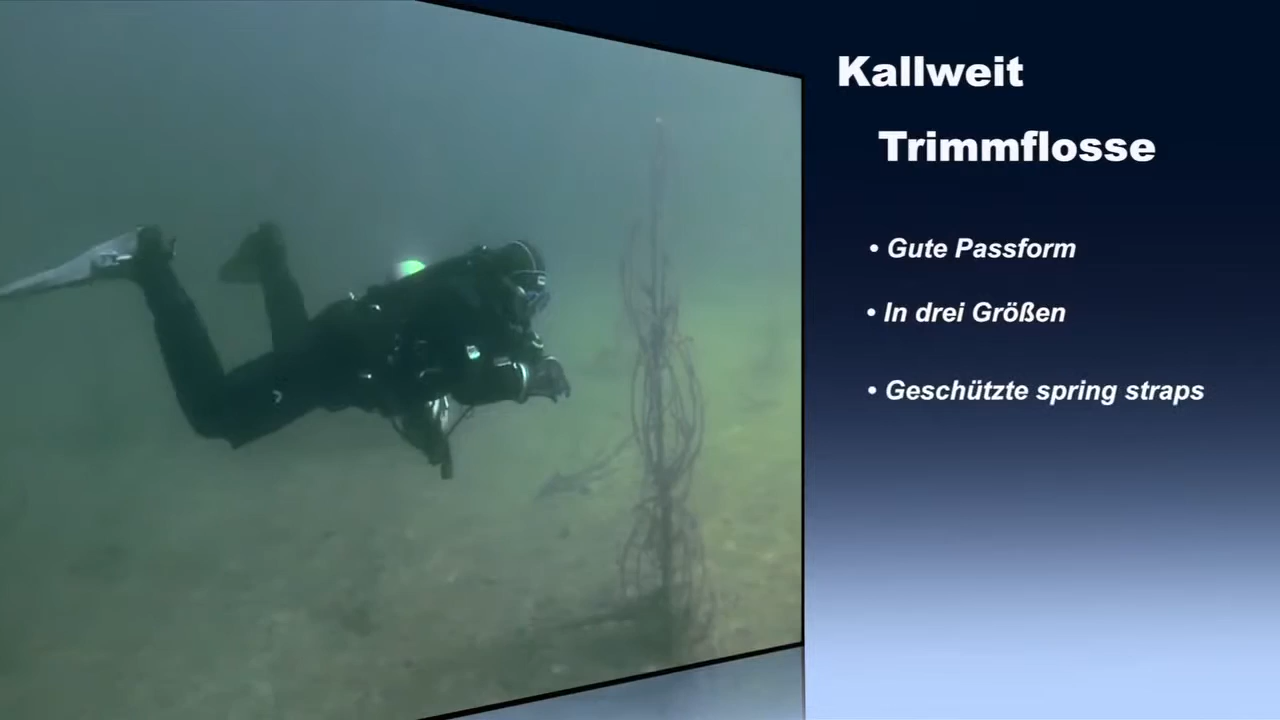 Kallweit
Trimmflosse
• Gute Passform
• In drei Größen
• Geschützte spring straps